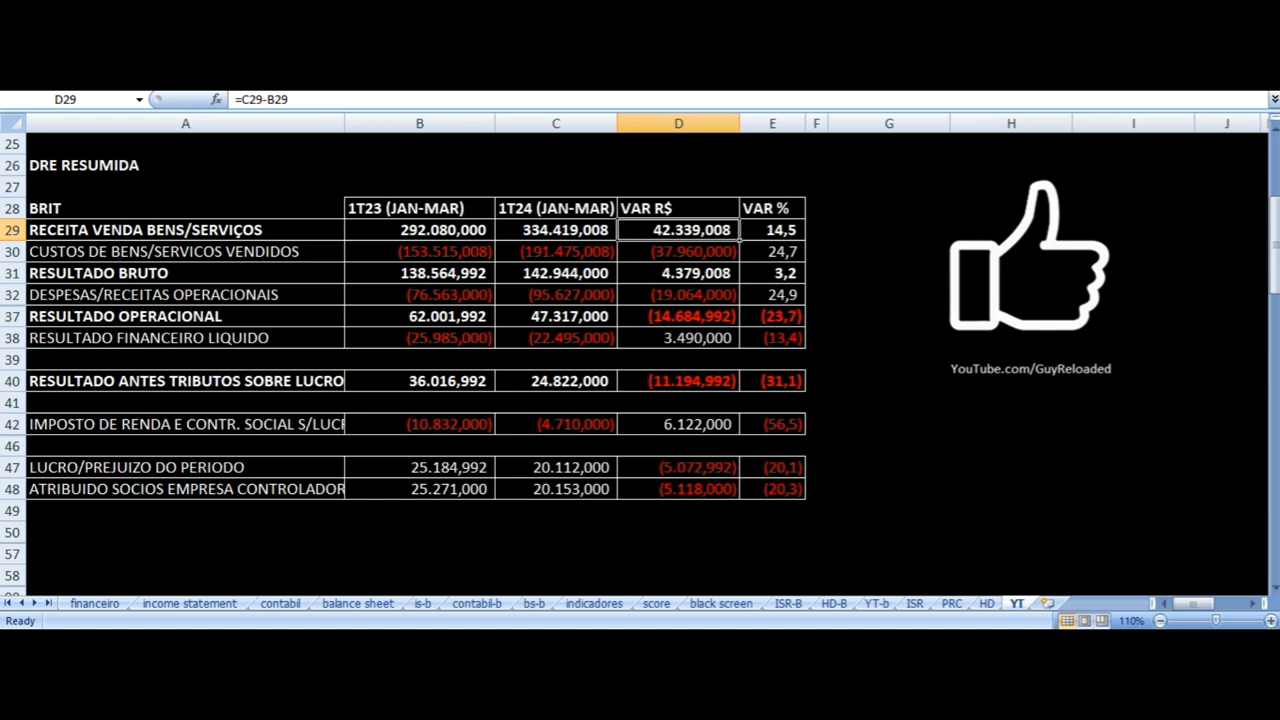 D29 fx =C29-B29
A B C D E F G H I J
25
26 DRE RESUMIDA
27
28 BRIT 1T23 (JAN-MAR) 1T24 (JAN-MAR) VAR R$ VAR %
29 RECEITA VENDA BENS/SERVIÇOS 292.080,000 334.419,008 42.339,008 14,5
30 CUSTOS DE BENS/SERVICOS VENDIDOS (153.515,008) (191.475,008) (37.960,000) 24,7
31 RESULTADO BRUTO 138.564,992 142.944,000 4.379,008 3,2
32 DESPESAS/RECEITAS OPERACIONAIS (76.563,000) (95.627,000) (19.064,000) 24,9
37 RESULTADO OPERACIONAL 62.001,992 47.317,000 (14.684,992) (23,7)
38 RESULTADO FINANCEIRO LIQUIDO (25.985,000) (22.495,000) 3.490,000 (13,4)
39
YouTube.com/GuyReloaded
40 RESULTADO ANTES TRIBUTOS SOBRE LUCRO 36.016,992 24.822,000 (11.194,992) (31,1)
41
42 IMPOSTO DE RENDA E CONTR. SOCIAL S/LUCR (10.832,000) (4.710,000) 6.122,000 (56,5)
46
47 LUCRO/PREJUIZO DO PERIODO 25.184,992 20.112,000 (5.072,992) (20,1)
48 ATRIBUIDO SOCIOS EMPRESA CONTROLADOR 25.271,000 20.153,000 (5.118,000) (20,3)
49
50
57
58
financeiro income statement contabil balance sheet is-b contabil-b bs-b indicadores score black screen ISR-B HD-B YT-b ISR PRC HD YT
Ready 110%